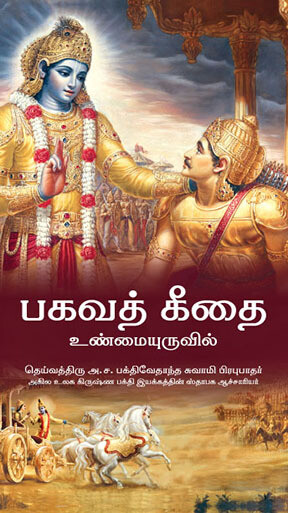 பகவத் கீதை
உண்மையுருவில்
தெய்வத்திரு அ.ச. பக்திவேதாந்த சுவாமி பிரபுபாதர்
அகில உலக கிருஷ்ண பக்தி இயக்கத்தின் ஸ்தாபக ஆச்சாரியர்